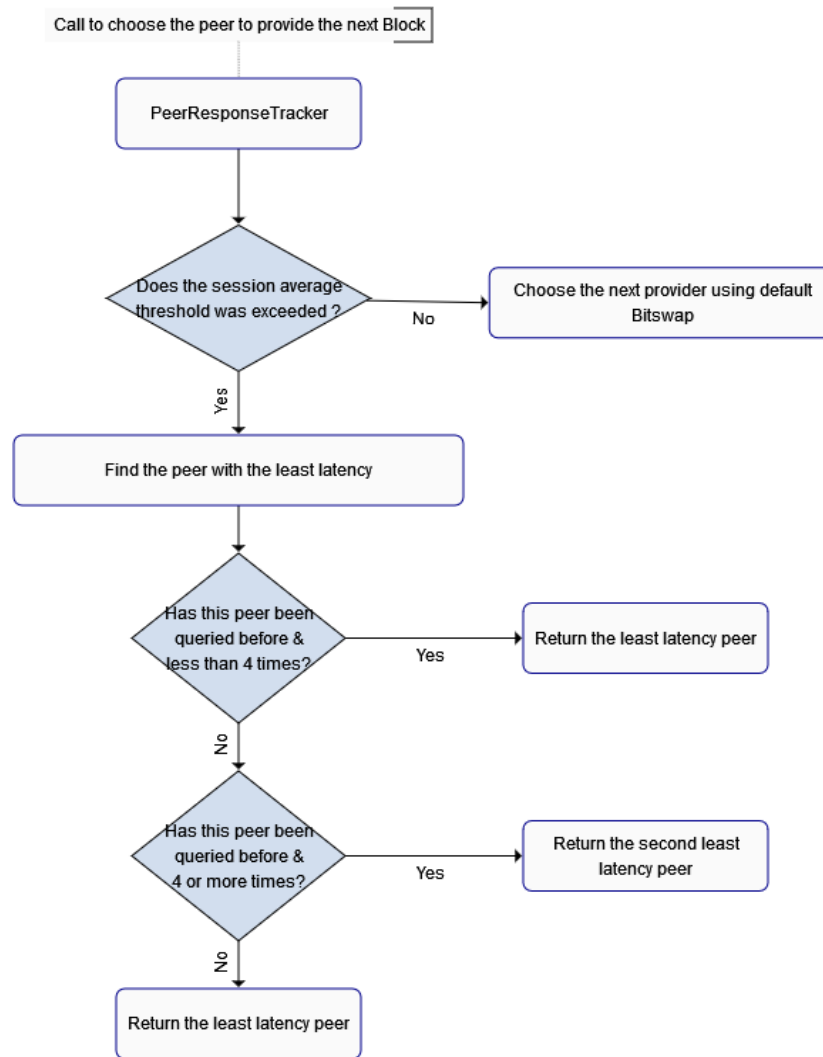 Call to choose the peer to provide the next Block
PeerResponseTracker
Does the session average
threshold was exceeded ?
No
Choose the next provider using default
Bitswap
Yes
Find the peer with the least latency
Has this peer been
queried before &
less than 4 times?
Yes
Return the least latency peer
No
Has this peer been
queried before &
4 or more times?
Yes
Return the second least
latency peer
No
Return the least latency peer